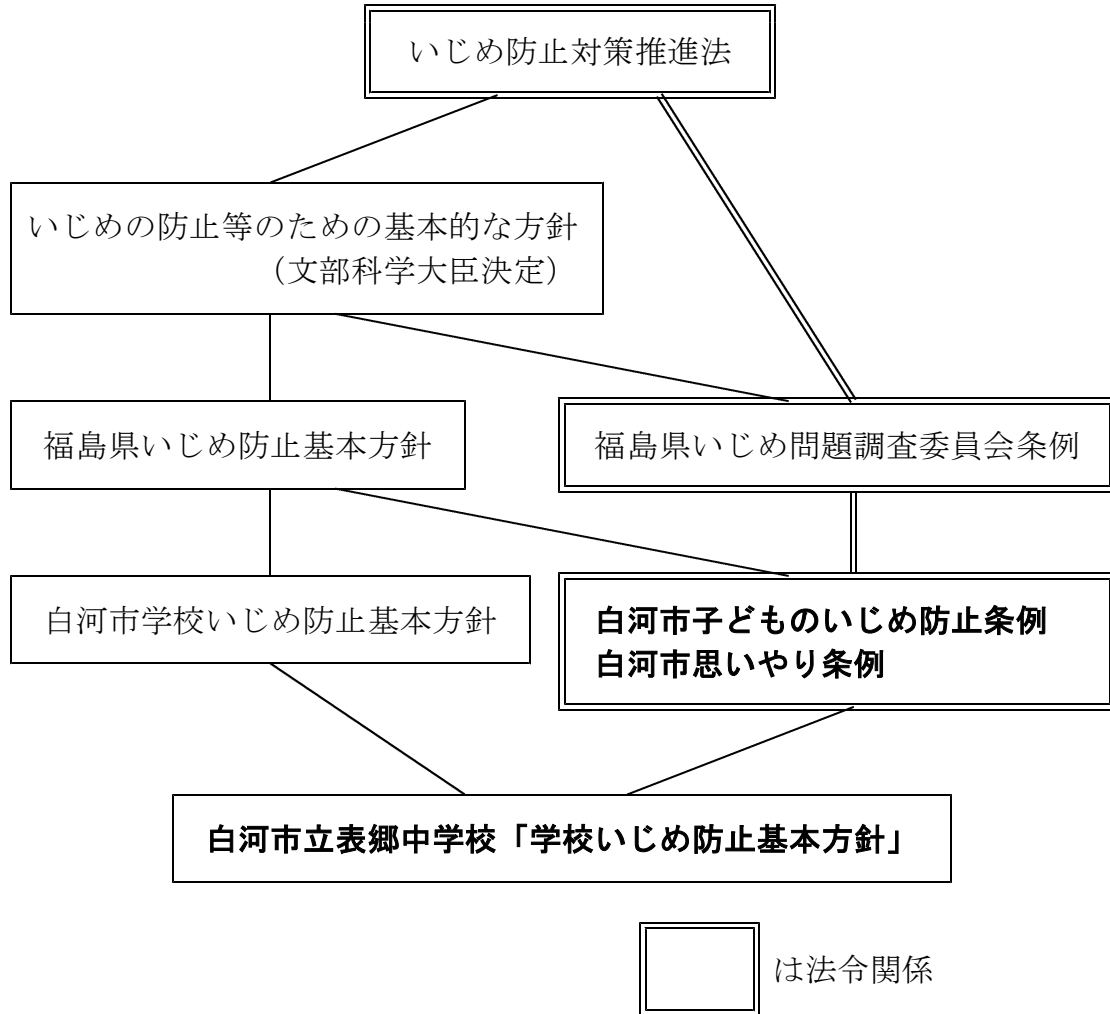 いじめ防止対策推進法
いじめの防止等のための基本的な方針
（文部科学大臣決定）
福島県いじめ防止基本方針
福島県いじめ問題調査委員会条例
白河市学校いじめ防止基本方針
白河市子どものいじめ防止条例
白河市思いやり条例
白河市立表郷中学校「学校いじめ防止基本方針」
は法令関係